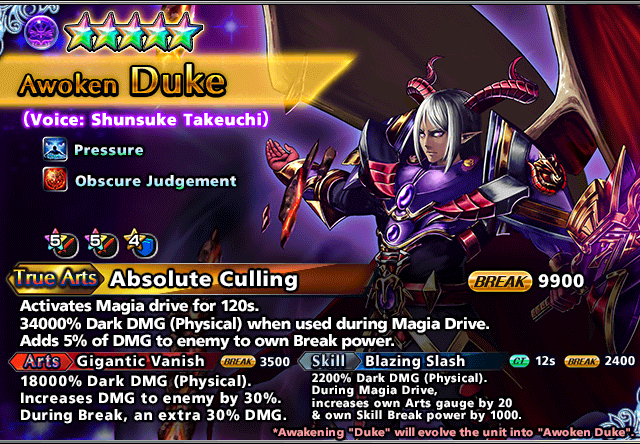 Awoken Duke
(Voice: Shunsuke Takeuchi)
Pressure
Obscure Judgement
5 5 4
True Arts Absolute Culling BREAK 9900
Activates Magia drive for 120s.
34000% Dark DMG (Physical) when used during Magia Drive.
Adds 5% of DMG to enemy to own Break power.
Arts Gigantic Vanish BREAK 3500
18000% Dark DMG (Physical).
Increases DMG to enemy by 30%.
During Break, an extra 30% DMG.
Skill Blazing Slash CT 12s BREAK 2400
2200% Dark DMG (Physical).
During Magia Drive,
increases own Arts gauge by 20
& own Skill Break power by 1000.
*Awakening "Duke" will evolve the unit into "Awoken Duke".